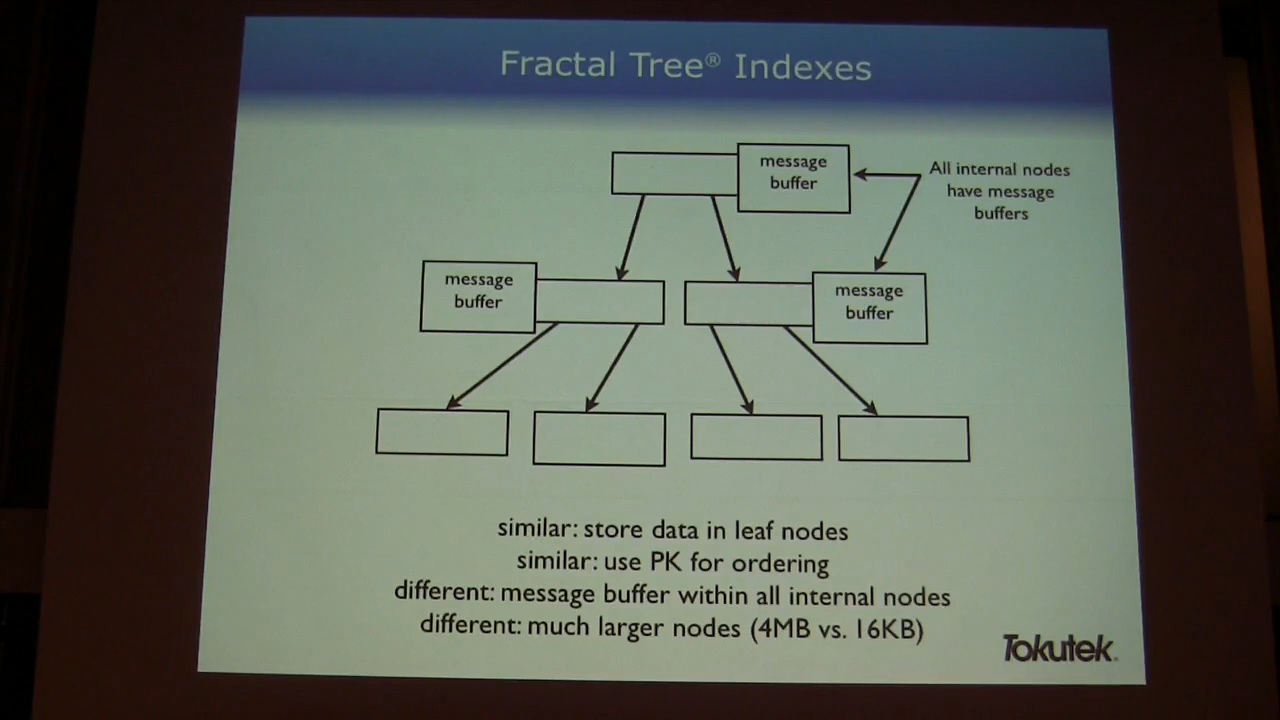 Fractal Tree® Indexes
message
buffer
All internal nodes
have message
buffers
message
buffer
message
buffer
similar: store data in leaf nodes
similar: use PK for ordering
different: message buffer within all internal nodes
different: much larger nodes (4MB vs. 16KB)
Tokutek